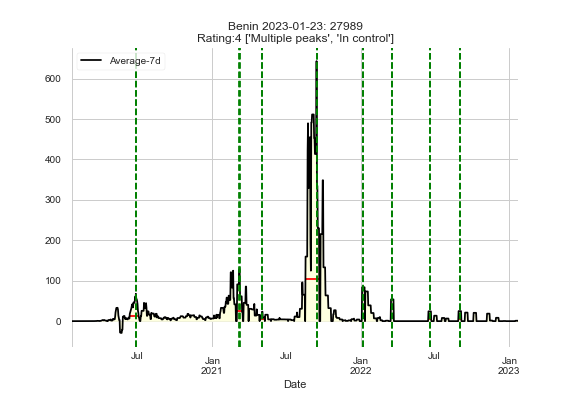 Benin 2023-01-23: 27989
Rating:4 ['Multiple peaks', 'In control']
Average-7d
600
500
400
300
200
100
0
Jul
Jan
2021
Jul
Jan
2022
Jul
Jan
2023
Date